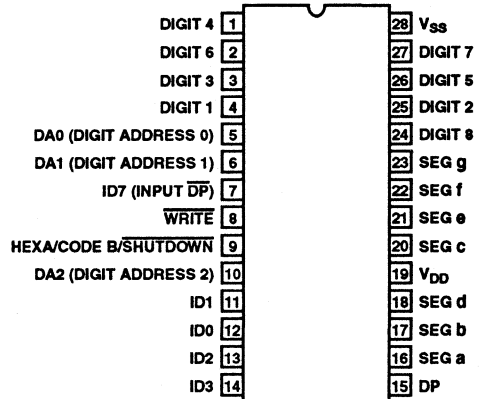 DIGIT 4 1 28 VSS
DIGIT 6 2 27 DIGIT 7
DIGIT 3 3 26 DIGIT 5
DIGIT 1 4 25 DIGIT 2
DA0 (DIGIT ADDRESS 0) 5 24 DIGIT 8
DA1 (DIGIT ADDRESS 1) 6 23 SEG g
ID7 (INPUT DP) 7 22 SEG f
WRITE 8 21 SEG e
HEXA/CODE B/SHUTDOWN 9 20 SEG c
DA2 (DIGIT ADDRESS 2) 10 19 VDD
ID1 11 18 SEG d
ID0 12 17 SEG b
ID2 13 16 SEG a
ID3 14 15 DP